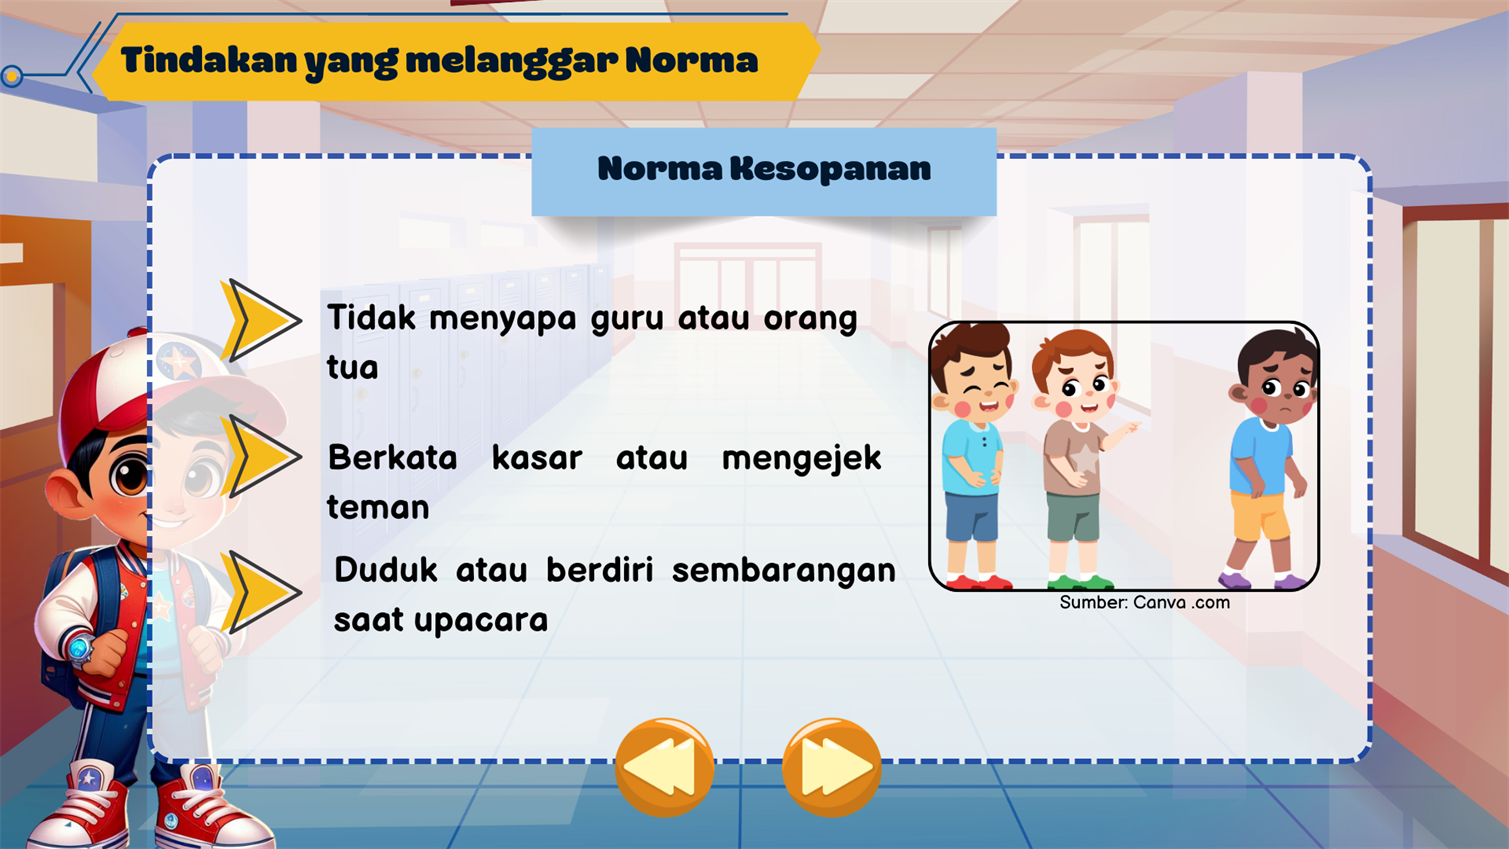 Tindakan yang melanggar Norma
Norma Kesopanan
Tidak menyapa guru atau orang
tua
Berkata kasar atau mengejek
teman
Duduk atau berdiri sembarangan
saat upacara
Sumber: Canva .com